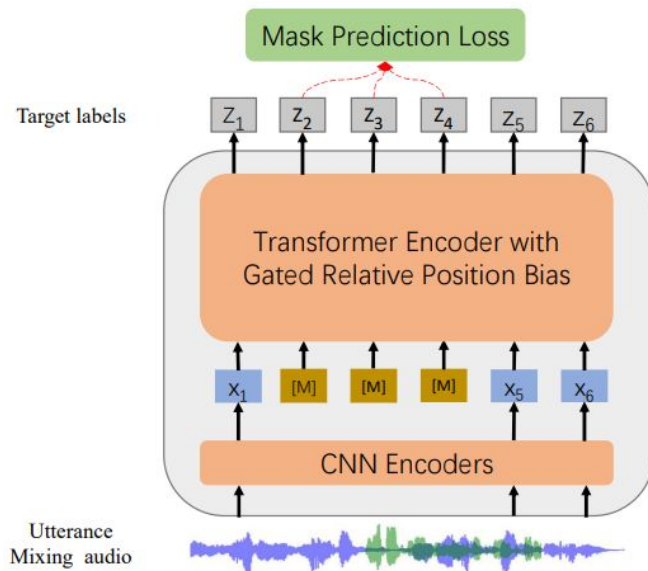 Mask Prediction Loss
Target labels
Z1 Z2 Z3 Z4 Z5 Z6
Transformer Encoder with
Gated Relative Position Bias
x1 [M] [M] [M] x5 x6
CNN Encoders
Utterance
Mixing audio